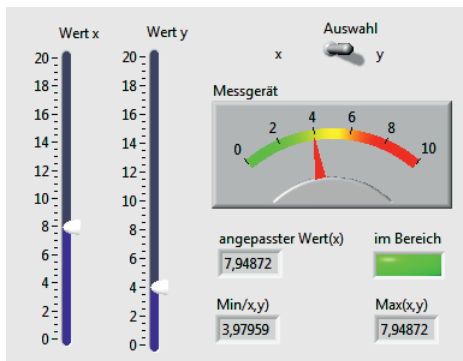 Wert x
20
18
16
14
12
10
8
6
4
2
0
Wert y
20
18
16
14
12
10
8
6
4
2
0
Auswahl
x y
Messgerät
0 2 4 6 8 10
angepasster Wert(x)
7,94872
im Bereich
Min/x,y)
3,97959
Max(x,y)
7,94872